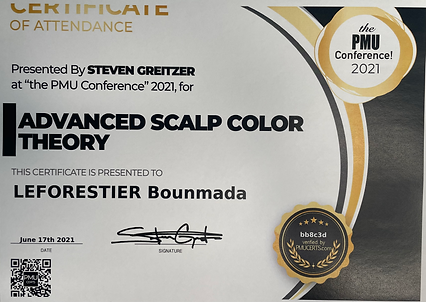 CERTIFICATE
OF ATTENDANCE
the
PMU
Conference!
2021
Presented By STEVEN GREITZER
at “the PMU Conference” 2021, for
ADVANCED SCALP COLOR
THEORY
THIS CERTIFICATE IS PRESENTED TO
LEFORESTIER Bounmada
June 17th 2021
DATE
SIGNATURE
bb8c3d
verified by
PMUCERTS.com
PMU